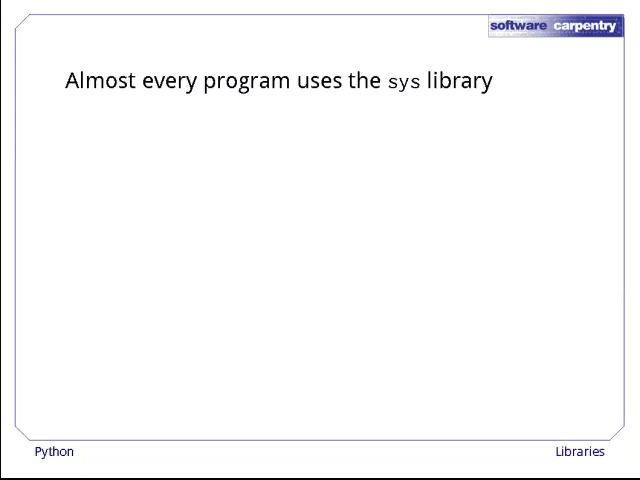 software carpentry
Almost every program uses the sys library
Python
Libraries